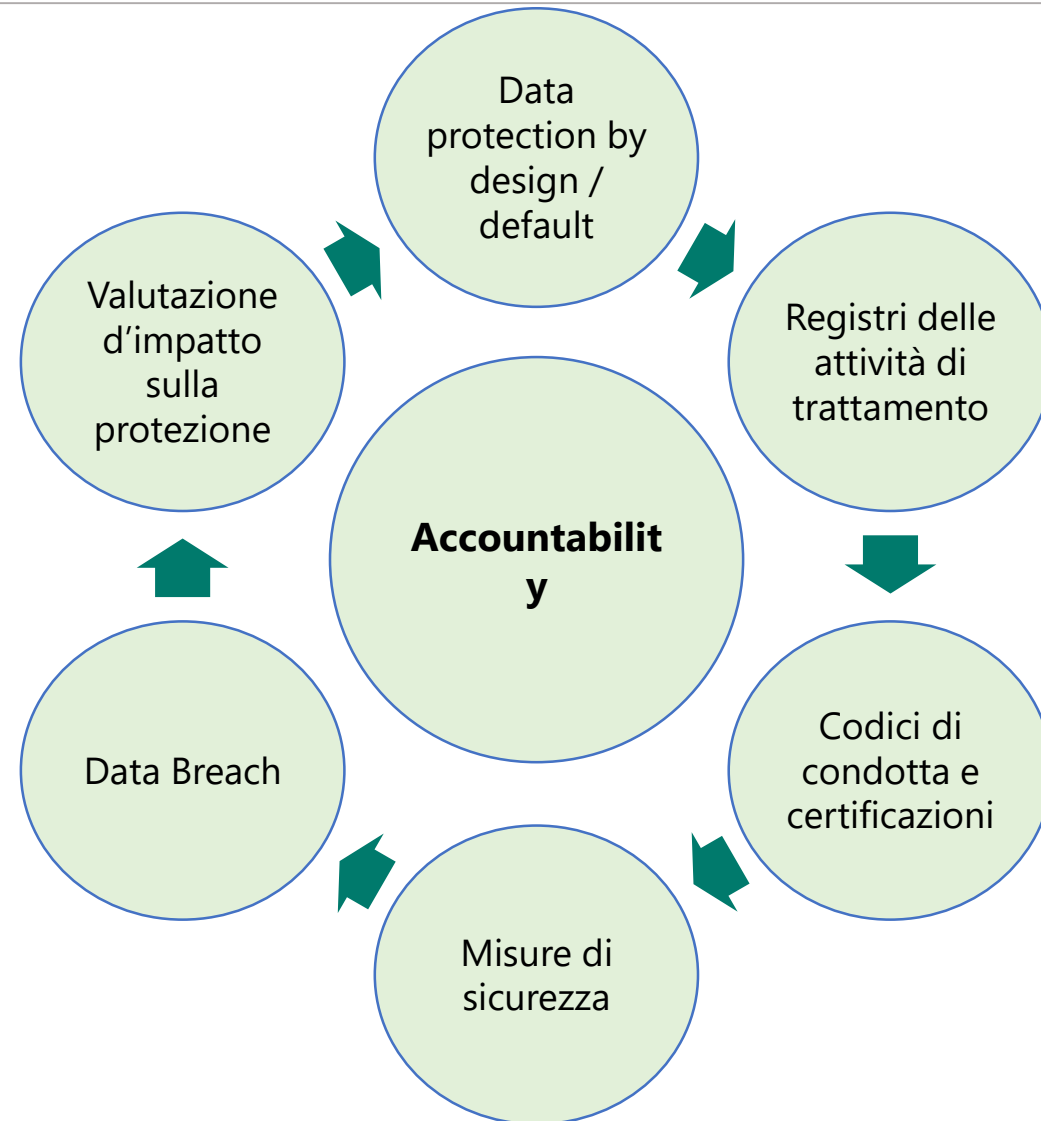 Data
protection by
design /
default
Registri delle
attività di
trattamento
Codici di
condotta e
certificazioni
Misure di
sicurezza
Data Breach
Valutazione
d’impatto
sulla
protezione
Accountabilit
y